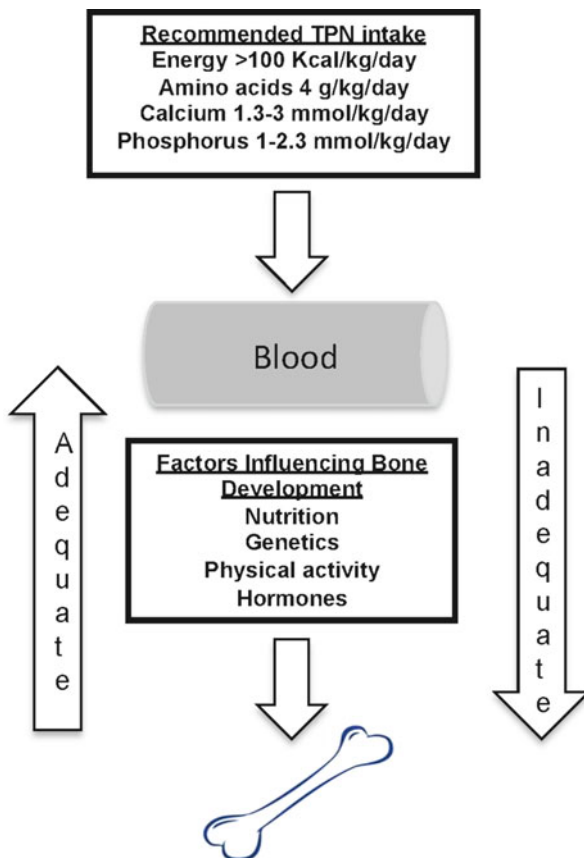 Recommended TPN intake
Energy >100 Kcal/kg/day
Amino acids 4 g/kg/day
Calcium 1.3-3 mmol/kg/day
Phosphorus 1-2.3 mmol/kg/day
Blood
Adequate
Factors Influencing Bone
Development
Nutrition
Genetics
Physical activity
Hormones
Inadequate